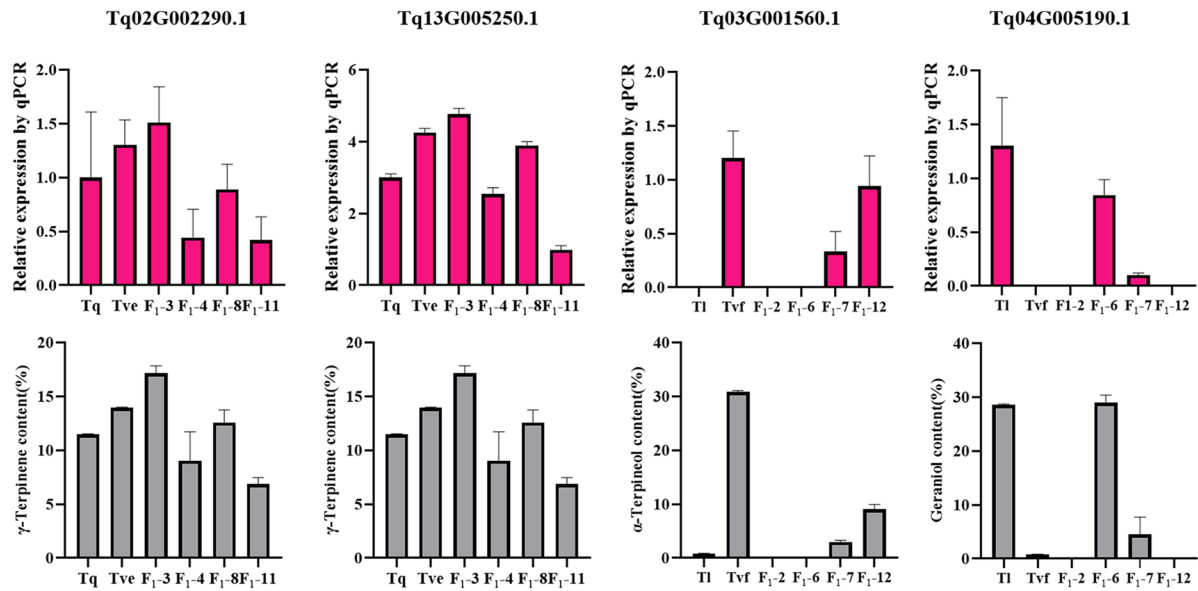 Tq02G002290.1
Tq13G005250.1
Tq03G001560.1
Tq04G005190.1
Relative expression by qPCR
2.0
1.5
1.0
0.5
0.0
Tq Tve F₁-3 F₁-4 F₁-8 F₁-11
Relative expression by qPCR
6
4
2
0
Tq Tve F₁-3 F₁-4 F₁-8 F₁-11
Relative expression by qPCR
2.0
1.5
1.0
0.5
0.0
Tl Tvf F₁-2 F₁-6 F₁-7 F₁-12
Relative expression by qPCR
2.0
1.5
1.0
0.5
0.0
Tl Tvf F1-2 F₁-6 F₁-7 F₁-12
γ-Terpinene content(%)
20
15
10
5
0
Tq Tve F₁-3 F₁-4 F₁-8 F₁-11
γ-Terpinene content(%)
20
15
10
5
0
Tq Tve F₁-3 F₁-4 F₁-8 F₁-11
α-Terpineol content(%)
40
30
20
10
0
Tl Tvf F₁-2 F₁-6 F₁-7 F₁-12
Geraniol content(%)
40
30
20
10
0
Tl Tvf F₁-2 F₁-6 F₁-7 F₁-12